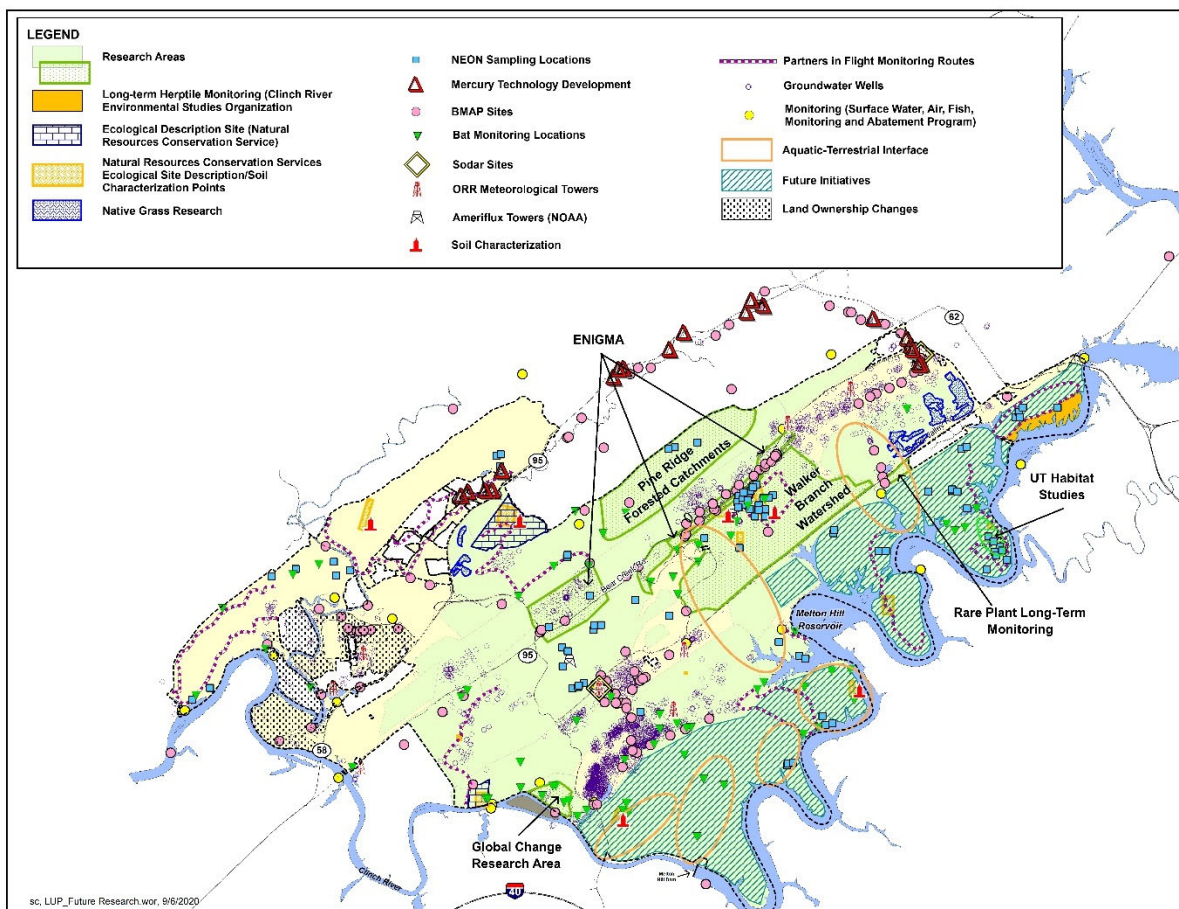 LEGEND
Research Areas
Long-term Herptile Monitoring (Clinch River
Environmental Studies Organization
Ecological Description Site (Natural
Resources Conservation Service)
Natural Resources Conservation Services
Ecological Site Description/Soil
Characterization Points
Native Grass Research
NEON Sampling Locations
Mercury Technology Development
BMAP Sites
Bat Monitoring Locations
Sodar Sites
ORR Meteorological Towers
Ameriflux Towers (NOAA)
Soil Characterization
Partners in Flight Monitoring Routes
Groundwater Wells
Monitoring (Surface Water, Air, Fish,
Monitoring and Abatement Program)
Aquatic-Terrestrial Interface
Future Initiatives
Land Ownership Changes
62
ENIGMA
95
Pine Ridge
Forested Catchments
Walker
Branch
Watershed
UT Habitat
Studies
Rare Plant Long-Term
Monitoring
Melton Hill
Reservoir
95
58
Global Change
Research Area
Clinch River
Melton
Hill Dam
40
sc, LUP_Future Research.wor, 9/6/2020